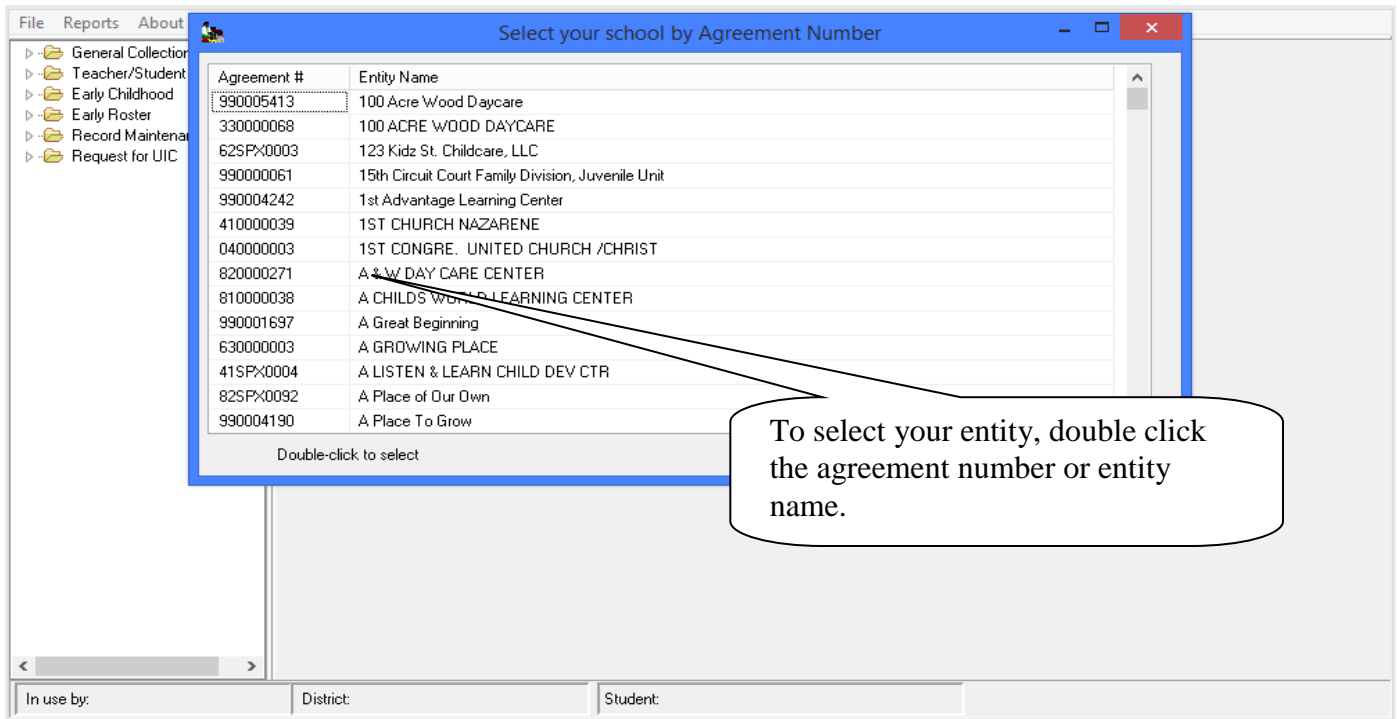 File Reports About
Select your school by Agreement Number
General Collection
Teacher/Student
Early Childhood
Early Roster
Record Maintena
Request for UIC
Agreement # Entity Name
990005413 100 Acre Wood Daycare
330000068 100 ACRE WOOD DAYCARE
62SPX0003 123 Kidz St. Childcare, LLC
990000061 15th Circuit Court Family Division, Juvenile Unit
990004242 1st Advantage Learning Center
410000039 1ST CHURCH NAZARENE
040000003 1ST CONGRE. UNITED CHURCH /CHRIST
820000271 A & W DAY CARE CENTER
810000038 A CHILDS WORLD LEARNING CENTER
990001697 A Great Beginning
630000003 A GROWING PLACE
41SPX0004 A LISTEN & LEARN CHILD DEV CTR
82SPX0092 A Place of Our Own
990004190 A Place To Grow
Double-click to select
To select your entity, double click
the agreement number or entity
name.
In use by: District: Student: